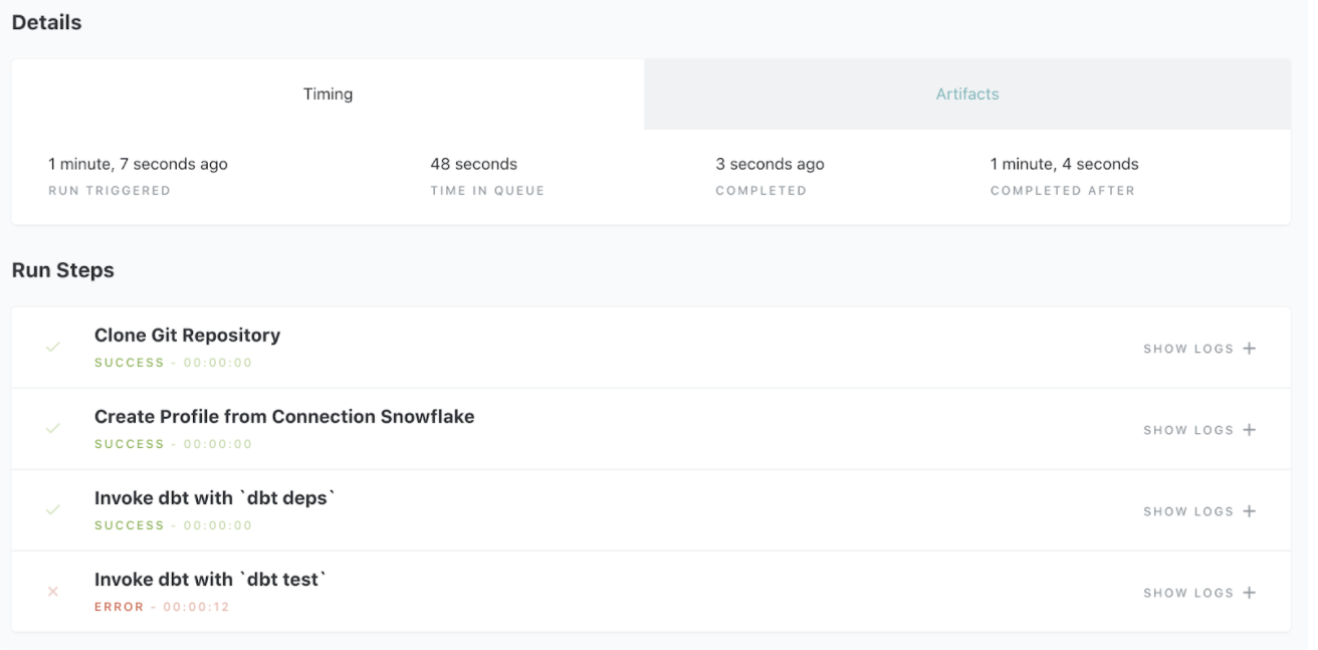 Details
Timing
Artifacts
1 minute, 7 seconds ago
RUN TRIGGERED
48 seconds
TIME IN QUEUE
3 seconds ago
COMPLETED
1 minute, 4 seconds
COMPLETED AFTER
Run Steps
Clone Git Repository
SUCCESS - 00:00:00
SHOW LOGS +
Create Profile from Connection Snowflake
SUCCESS - 00:00:00
SHOW LOGS +
Invoke dbt with `dbt deps`
SUCCESS - 00:00:00
SHOW LOGS +
Invoke dbt with `dbt test`
ERROR - 00:00:12
SHOW LOGS +